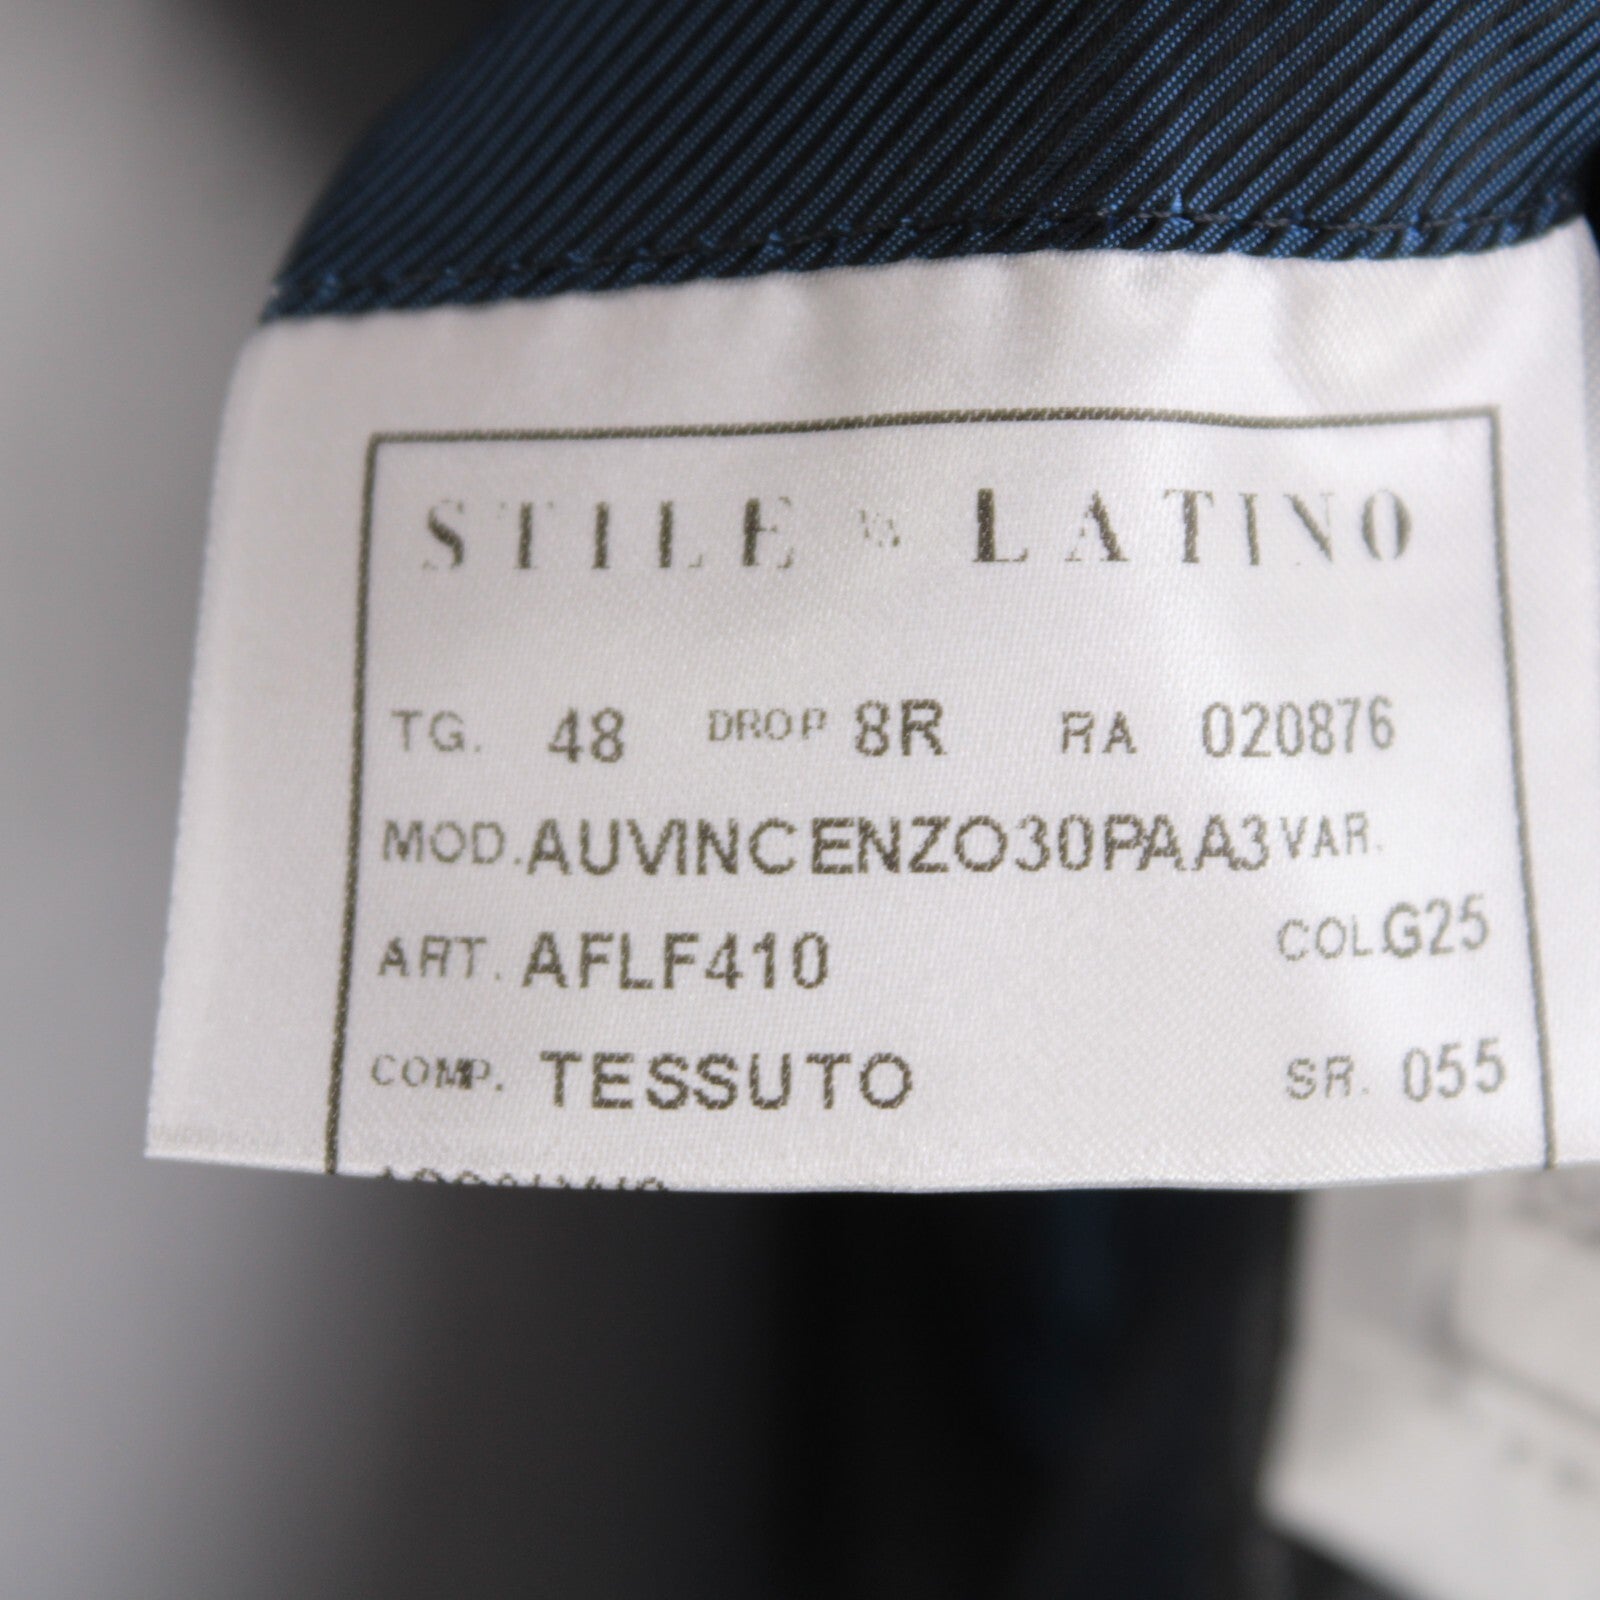 STILE LATINO
TG. 48 DROP 8R RA 020876
MOD. AUVINCENZO30PAA3 VAR.
ART. AFLF410 COL. G25
COMP. TESSUTO SR. 055